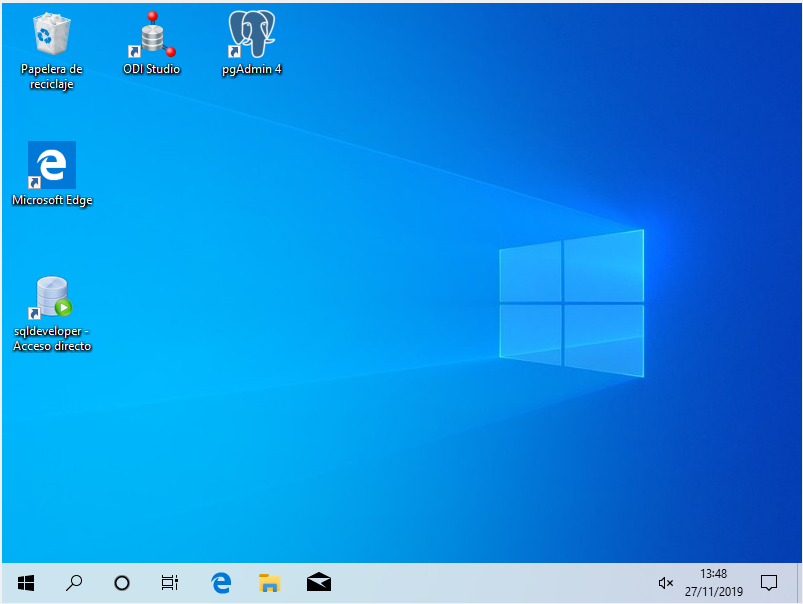 Papelera de
reciclaje
ODI Studio
pgAdmin 4
Microsoft Edge
sqldeveloper -
Acceso directo
13:48
27/11/2019